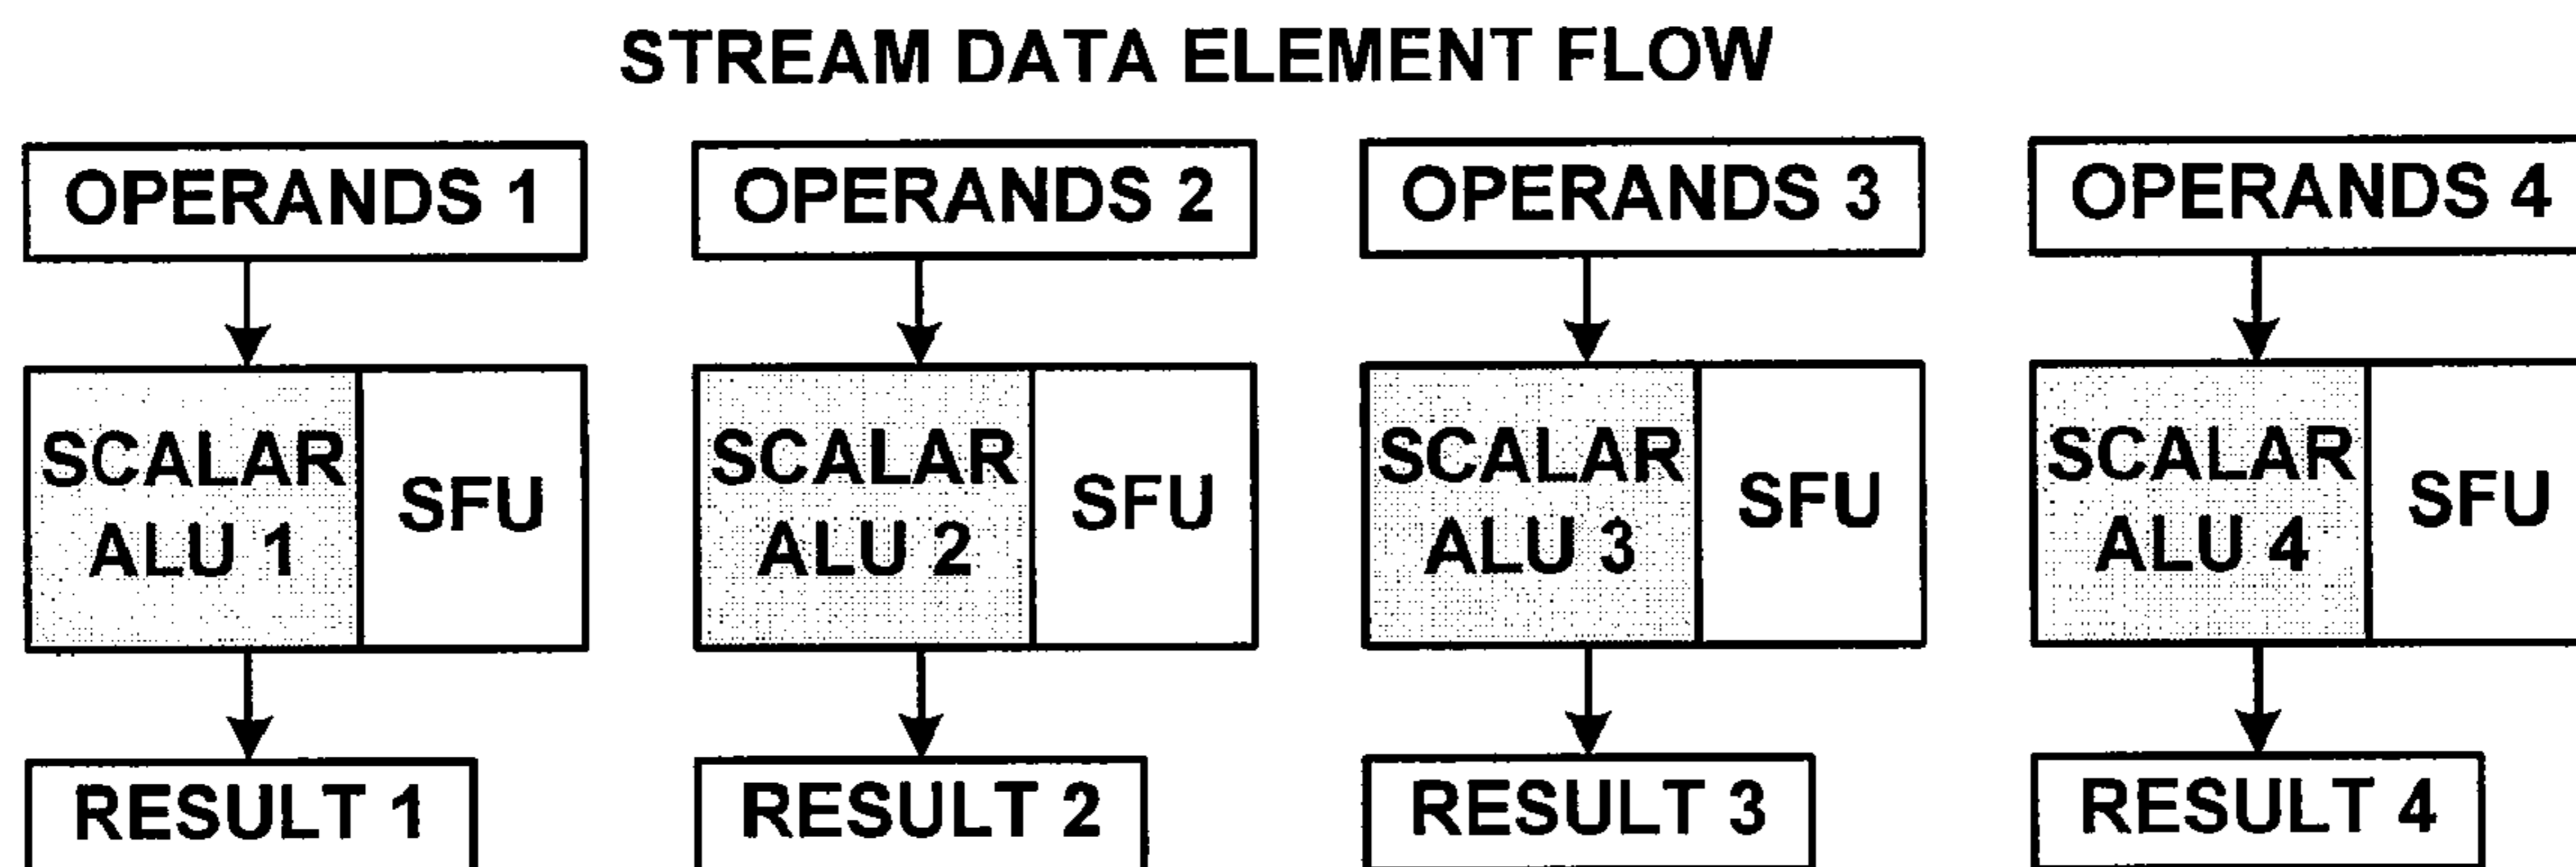 STREAM DATA ELEMENT FLOW
OPERANDS 1
OPERANDS 2
OPERANDS 3
OPERANDS 4
SCALAR
ALU 1
SFU
SCALAR
ALU 2
SFU
SCALAR
ALU 3
SFU
SCALAR
ALU 4
SFU
RESULT 1
RESULT 2
RESULT 3
RESULT 4